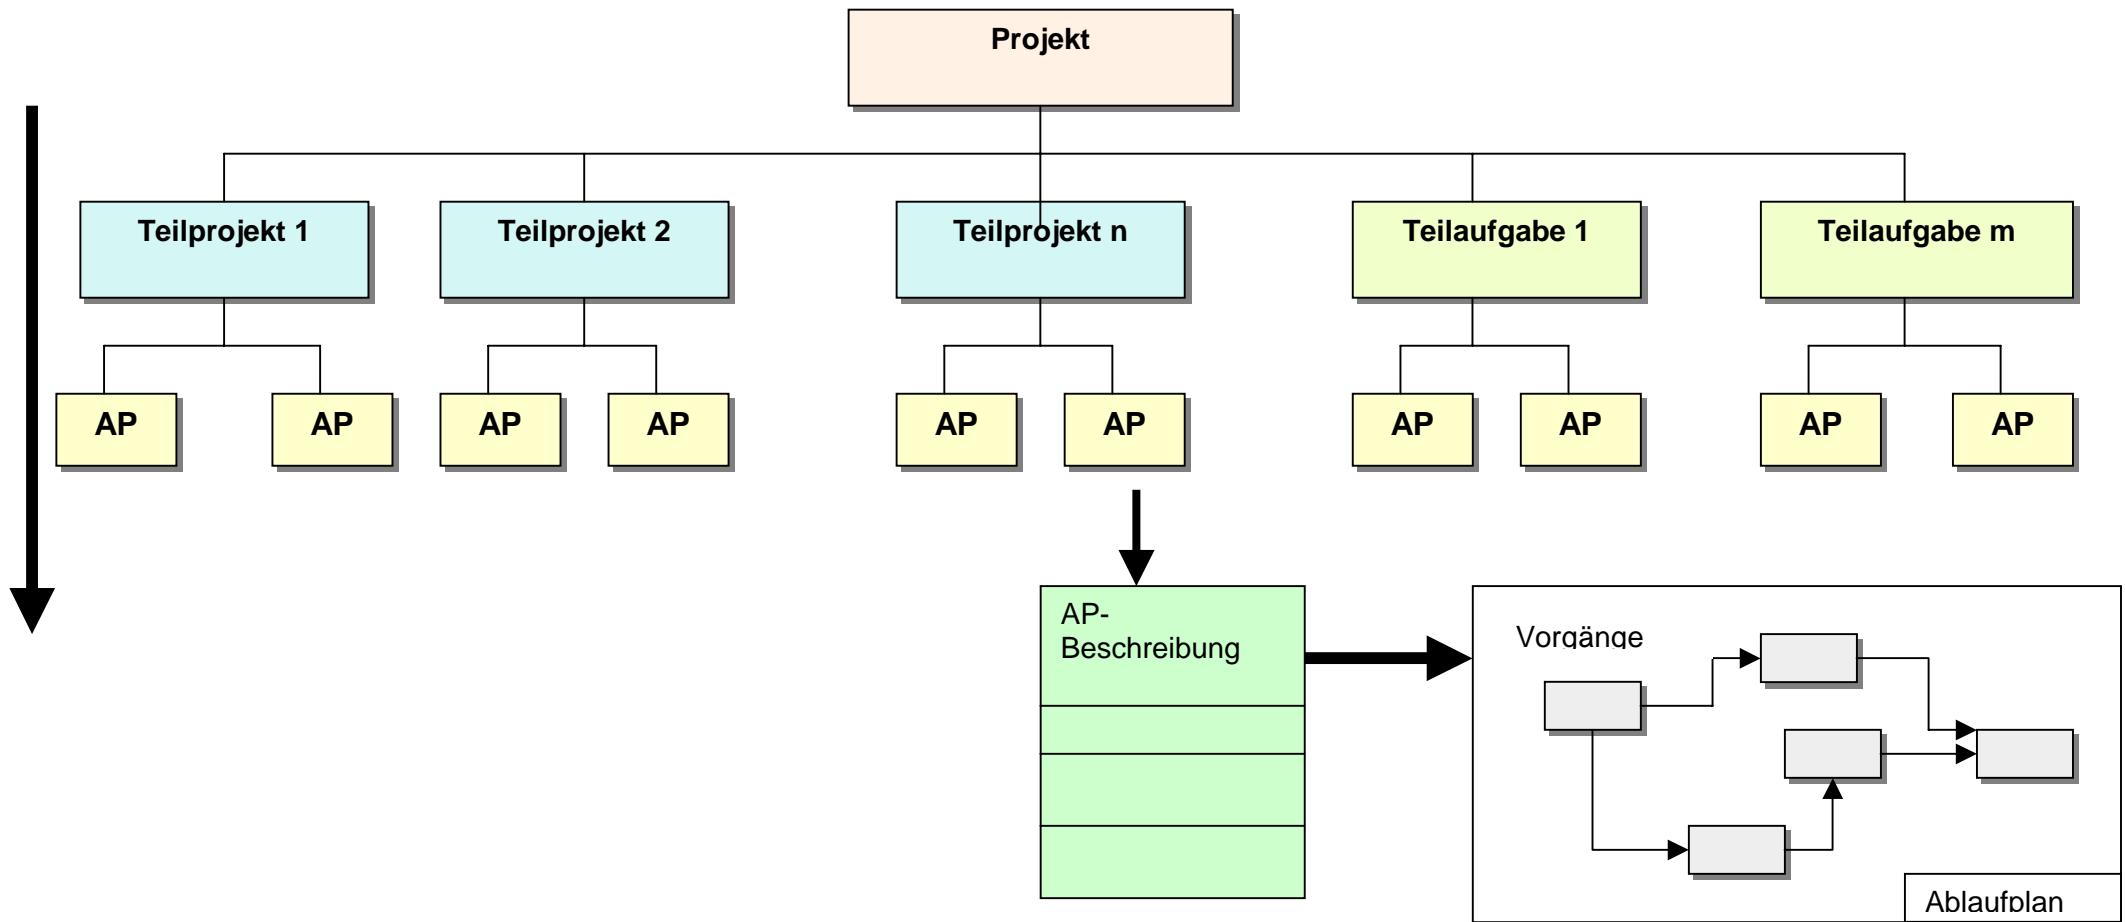 Projekt
Teilprojekt 1
Teilprojekt 2
Teilprojekt n
Teilaufgabe 1
Teilaufgabe m
AP
AP
AP
AP
AP
AP
AP
AP
AP
AP
AP-
Beschreibung
Vorgänge
Ablaufplan